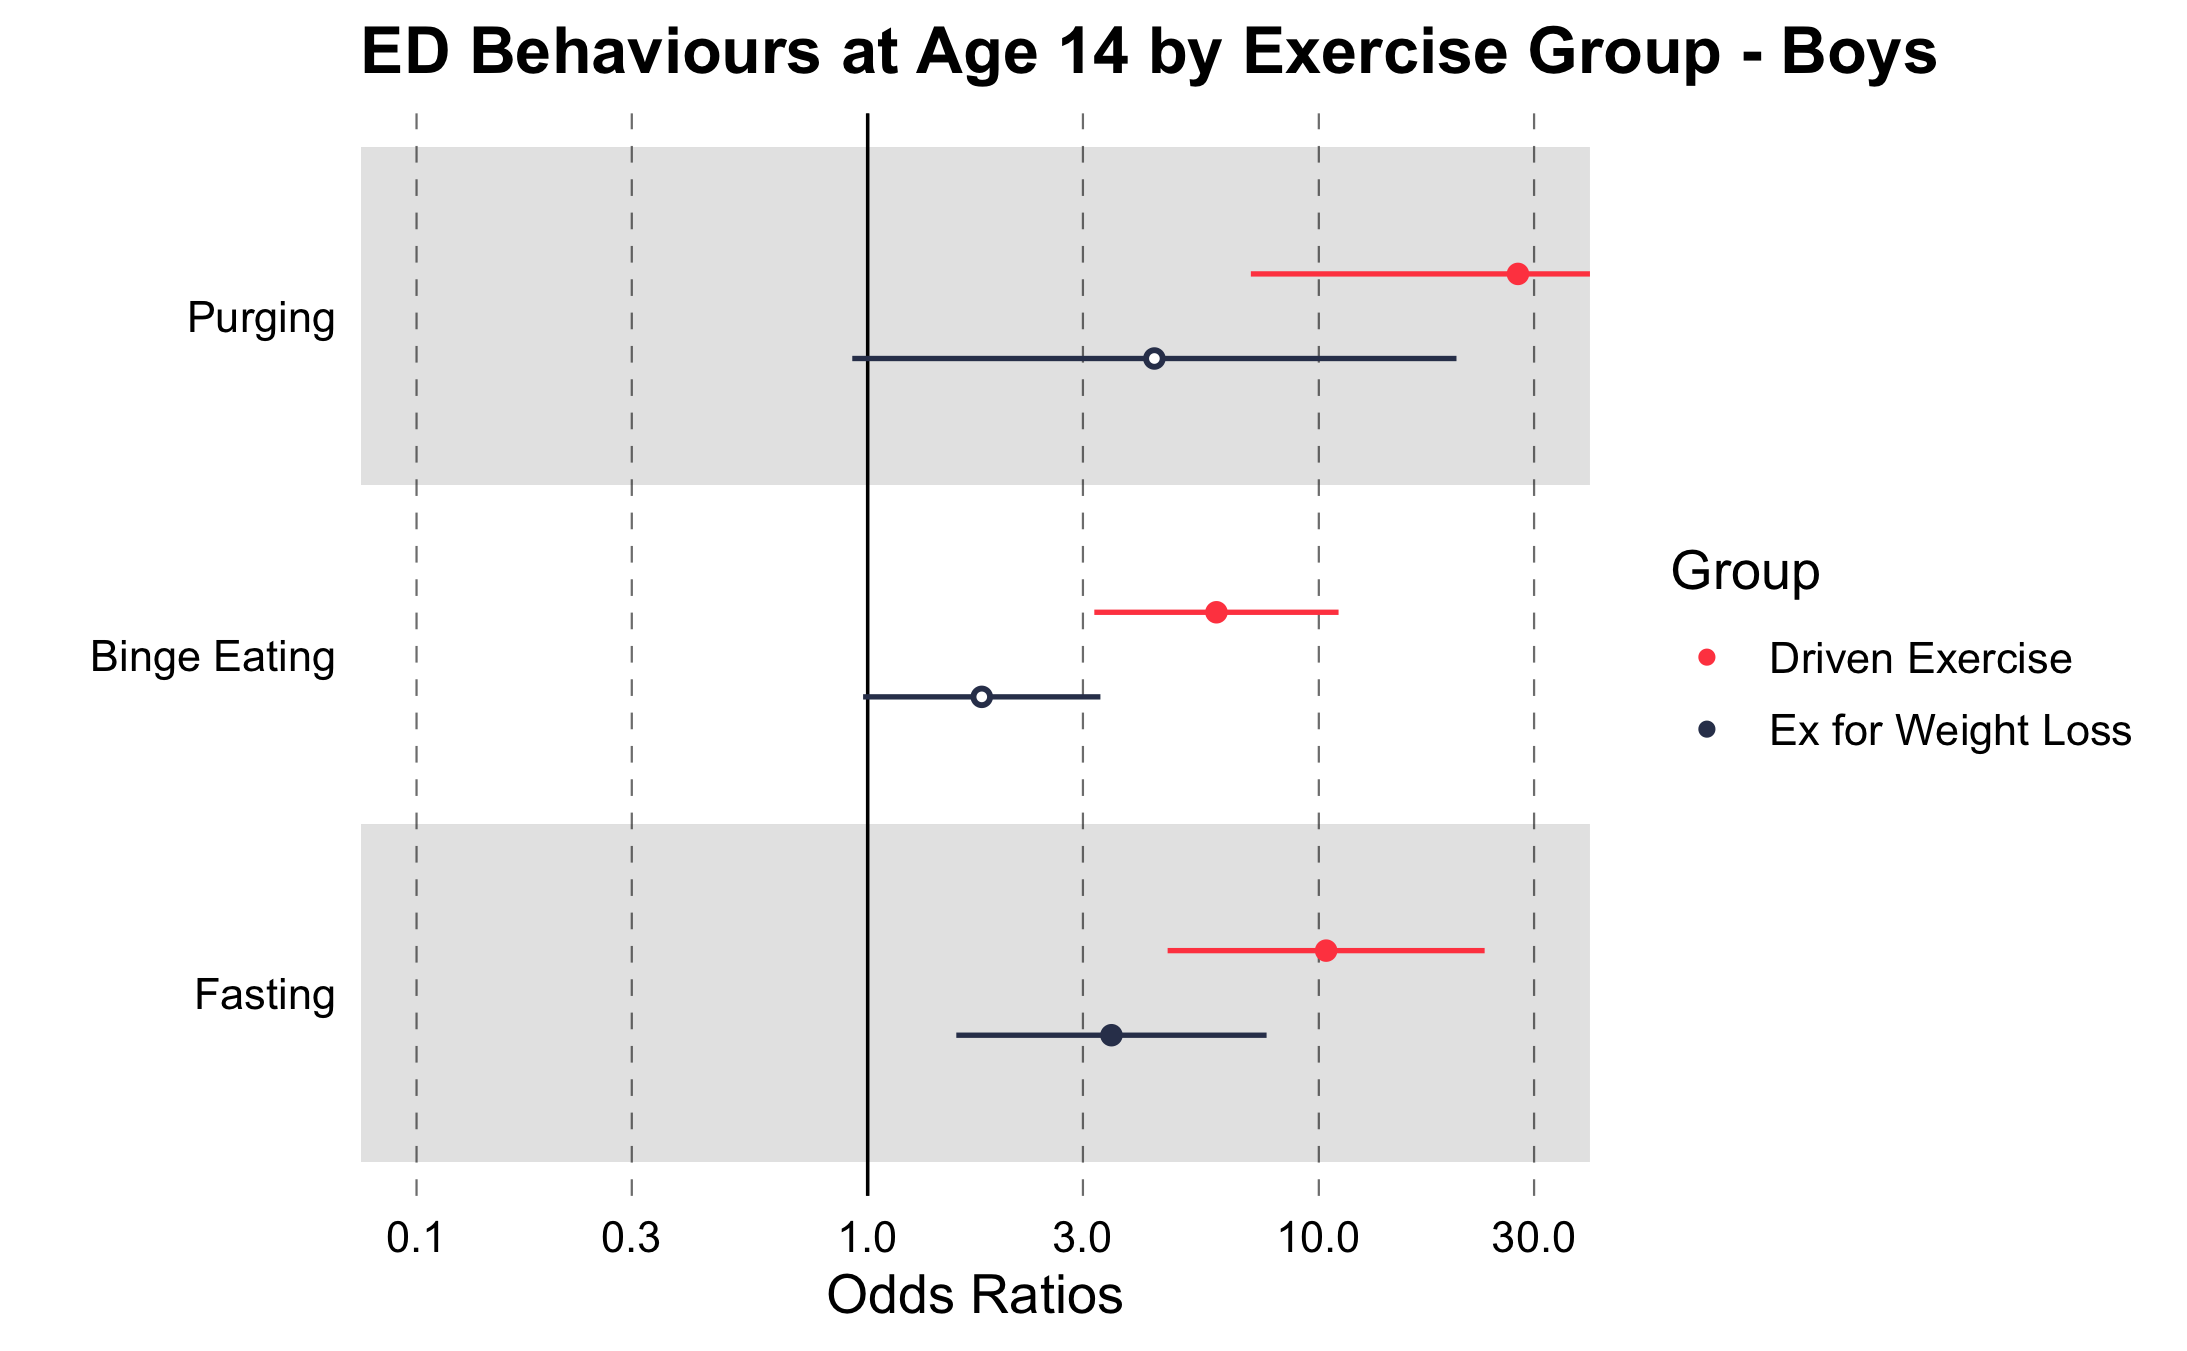 ED Behaviours at Age 14 by Exercise Group - Boys
Purging
Binge Eating
Fasting
0.1 0.3 1.0 3.0 10.0 30.0
Odds Ratios
Group
Driven Exercise
Ex for Weight Loss